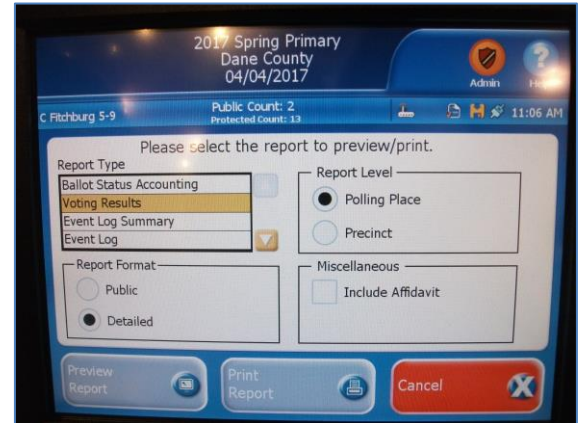 2017 Spring Primary
Dane County
04/04/2017
Admin
Help
C Fitchburg 5-9
Public Count: 2
Protected Count: 13
11:06 AM
Please select the report to preview/print.
Report Type
Ballot Status Accounting
Voting Results
Event Log Summary
Event Log
Report Level
Polling Place
Precinct
Report Format
Public
Detailed
Miscellaneous
Include Affidavit
Preview
Report
Print
Report
Cancel